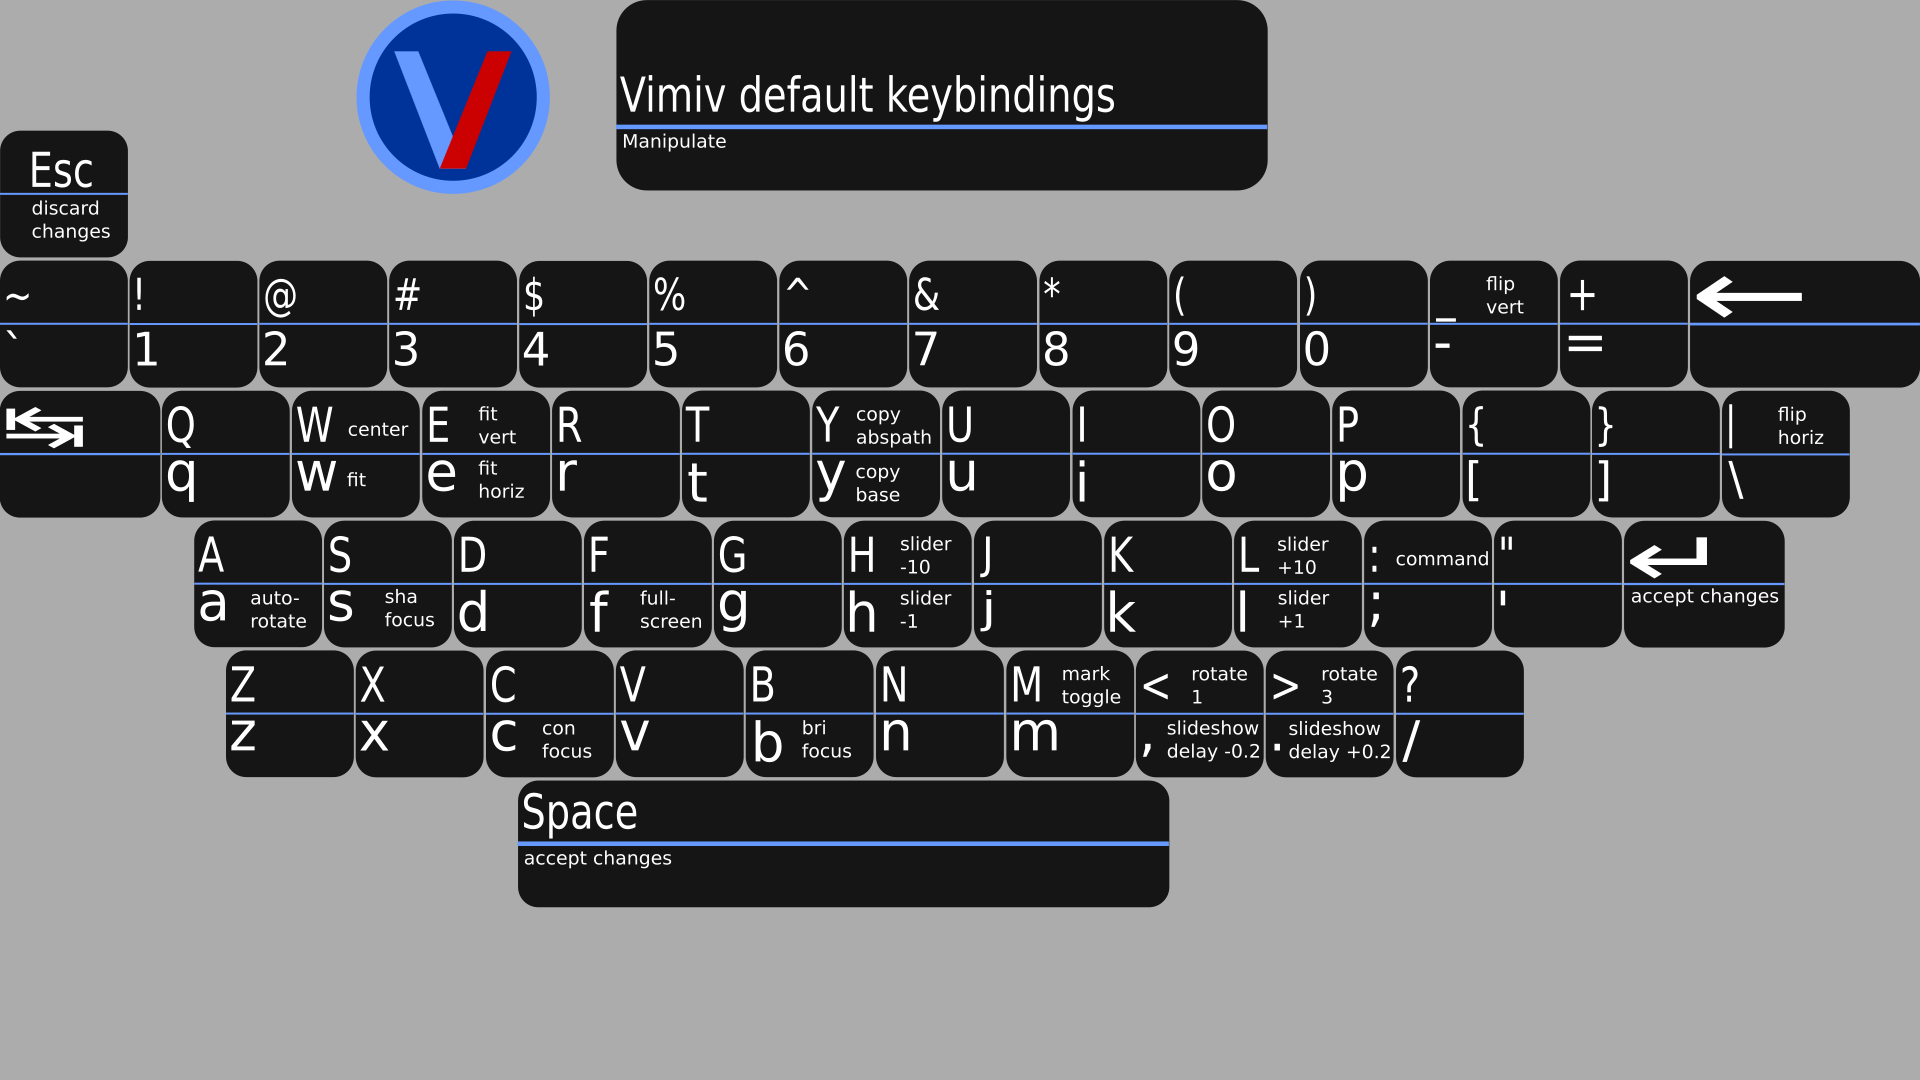 Vimiv default keybindings
Manipulate
Esc
discard
changes
~ ! @ # $ % ^ & * ( ) _ flip vert +
` 1 2 3 4 5 6 7 8 9 0 - =
Q W center E fit vert R T Y copy abspath U I O P { } | flip horiz
q w fit e fit horiz r t y copy base u i o p [ ] \
A S D F G H slider -10 J K L slider +10 : command "
a auto-rotate s sha focus d f full-screen g h slider -1 j k l slider +1 ; ' accept changes
Z X C V B N M mark toggle < rotate 1 > rotate 3 ?
z x c con focus v b bri focus n m , slideshow delay -0.2 . slideshow delay +0.2 /
Space
accept changes